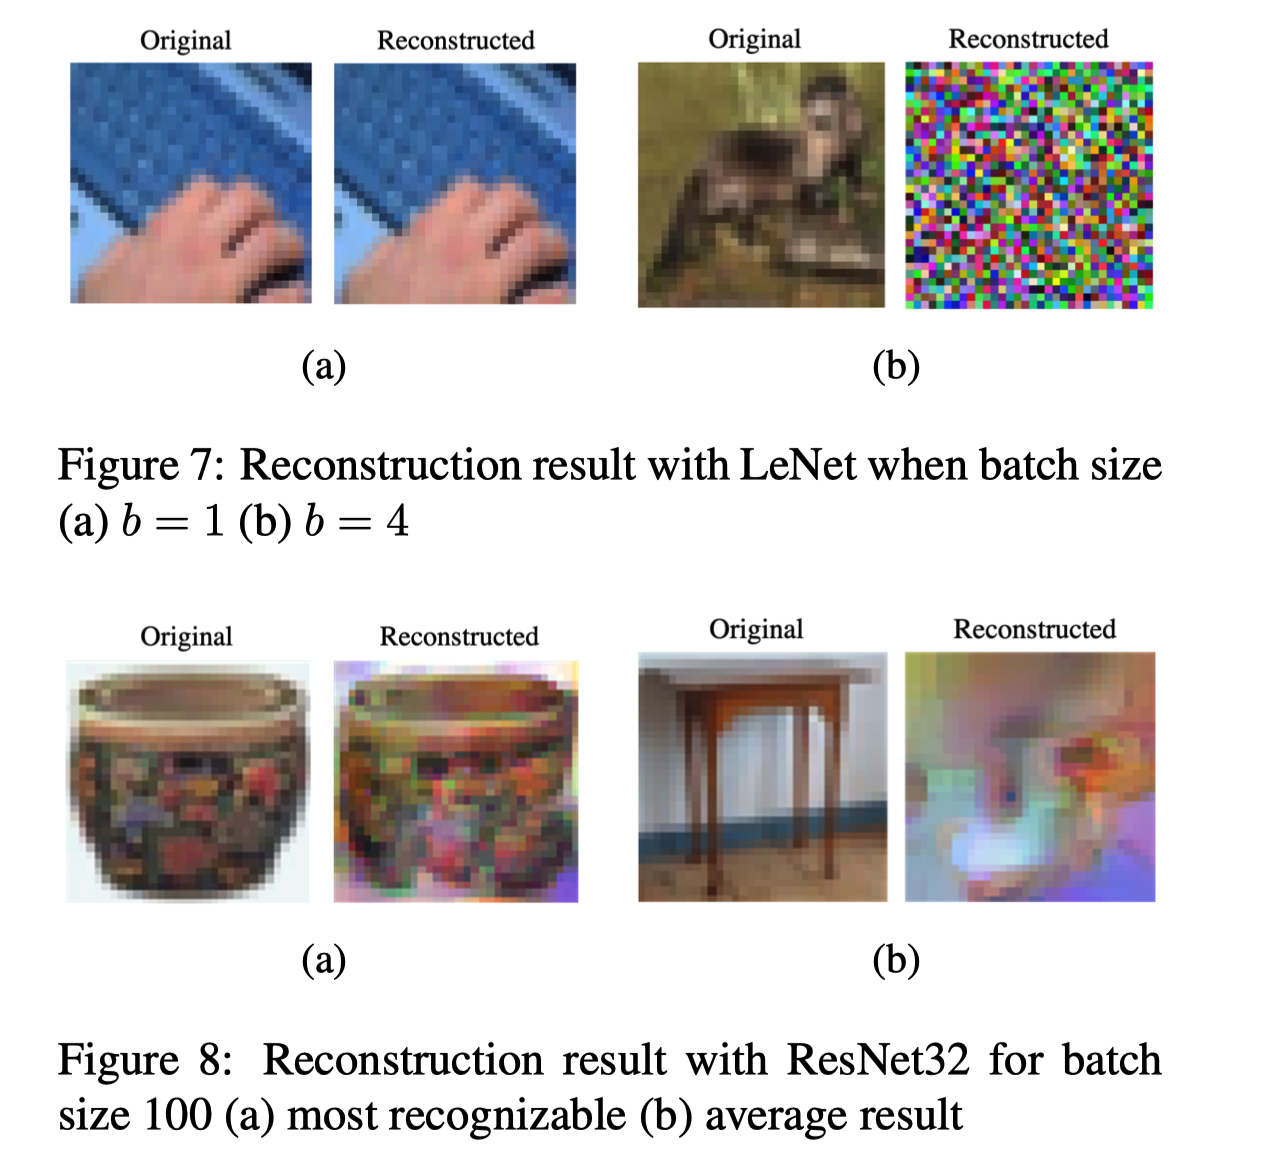 Original Reconstructed Original Reconstructed
(a) (b)
Figure 7: Reconstruction result with LeNet when batch size
(a) b = 1 (b) b = 4
Original Reconstructed Original Reconstructed
(a) (b)
Figure 8: Reconstruction result with ResNet32 for batch
size 100 (a) most recognizable (b) average result